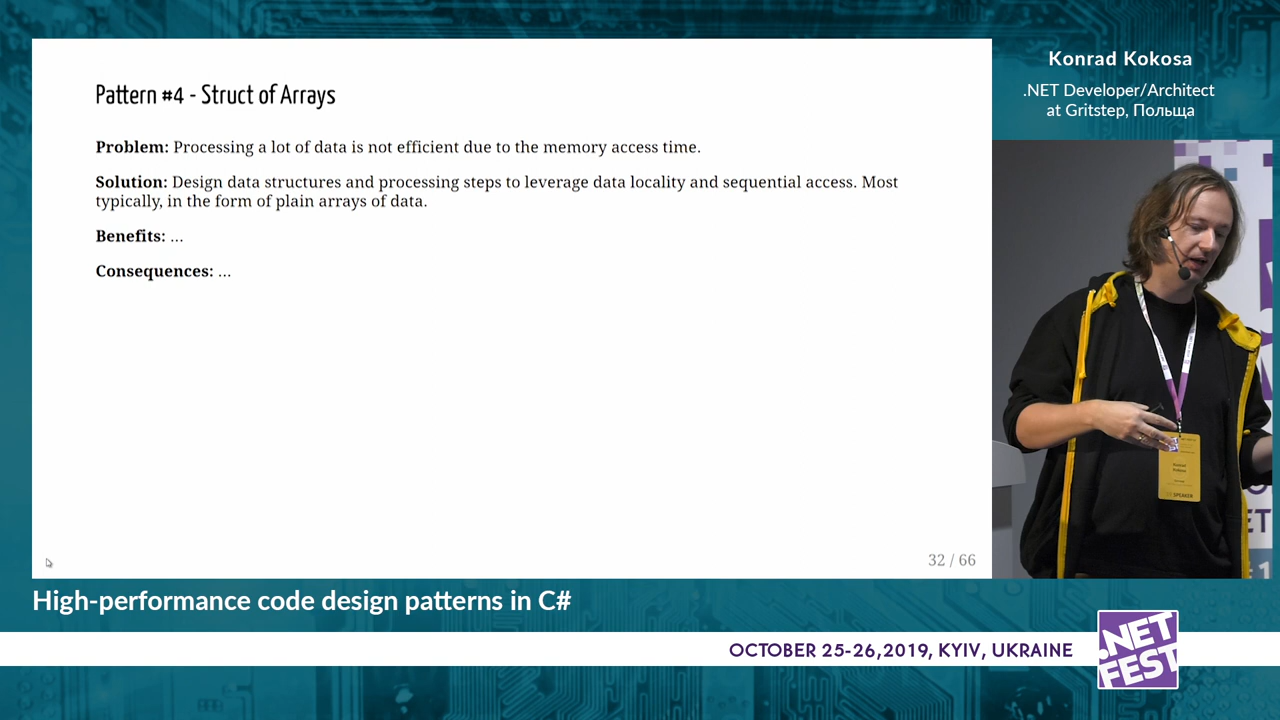 Pattern #4 - Struct of Arrays
Problem: Processing a lot of data is not efficient due to the memory access time.
Solution: Design data structures and processing steps to leverage data locality and sequential access. Most
typically, in the form of plain arrays of data.
Benefits: ...
Consequences: ...
32 / 66
Konrad Kokosa
.NET Developer/Architect
at Gritstep, Польща
Konrad
Kokosa
SPEAKER
High-performance code design patterns in C#
OCTOBER 25-26,2019, KYIV, UKRAINE
.NET
FEST